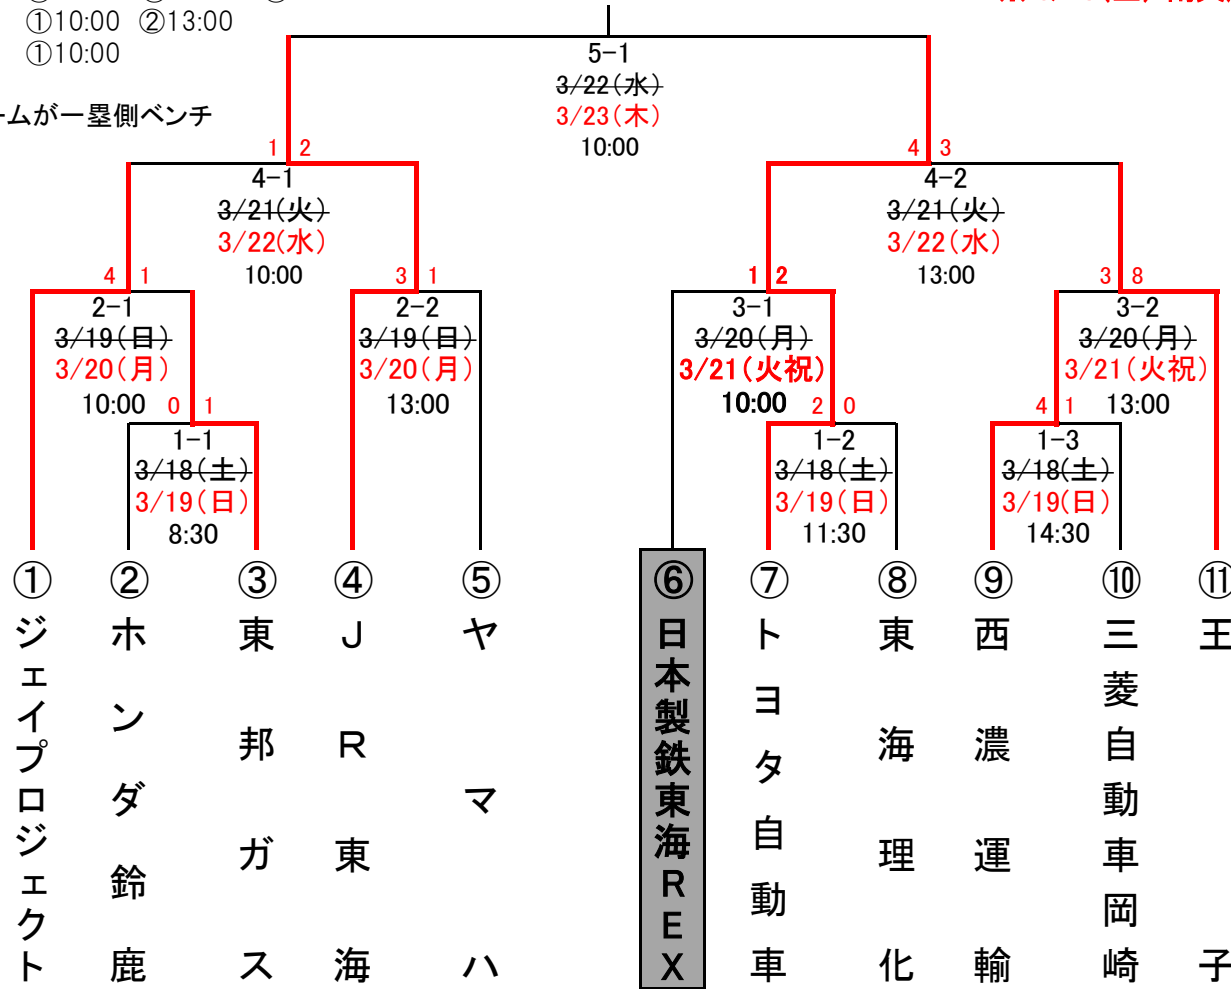 ①10:00 ②13:00
①10:00
ームが一塁側ベンチ
5-1
3/22(水)
3/23(木)
10:00
1 2
4-1
3/21(火)
3/22(水)
10:00
4 3
4-2
3/21(火)
3/22(水)
13:00
4 1
2-1
3/19(日)
3/20(月)
10:00
3 1
2-2
3/19(日)
3/20(月)
13:00
1 2
3-1
3/20(月)
3/21(火祝)
10:00
3 8
3-2
3/20(月)
3/21(火祝)
13:00
0 1
1-1
3/18(土)
3/19(日)
8:30
2 0
1-2
3/18(土)
3/19(日)
11:30
4 1
1-3
3/18(土)
3/19(日)
14:30
①ジェイプロジェクト
②ホンダ鈴鹿
③東邦ガス
④JR東海
⑤ヤマハ
⑥日本製鉄東海REX
⑦トヨタ自動車
⑧東海理化
⑨西濃運輸
⑩三菱自動車岡崎
⑪王子